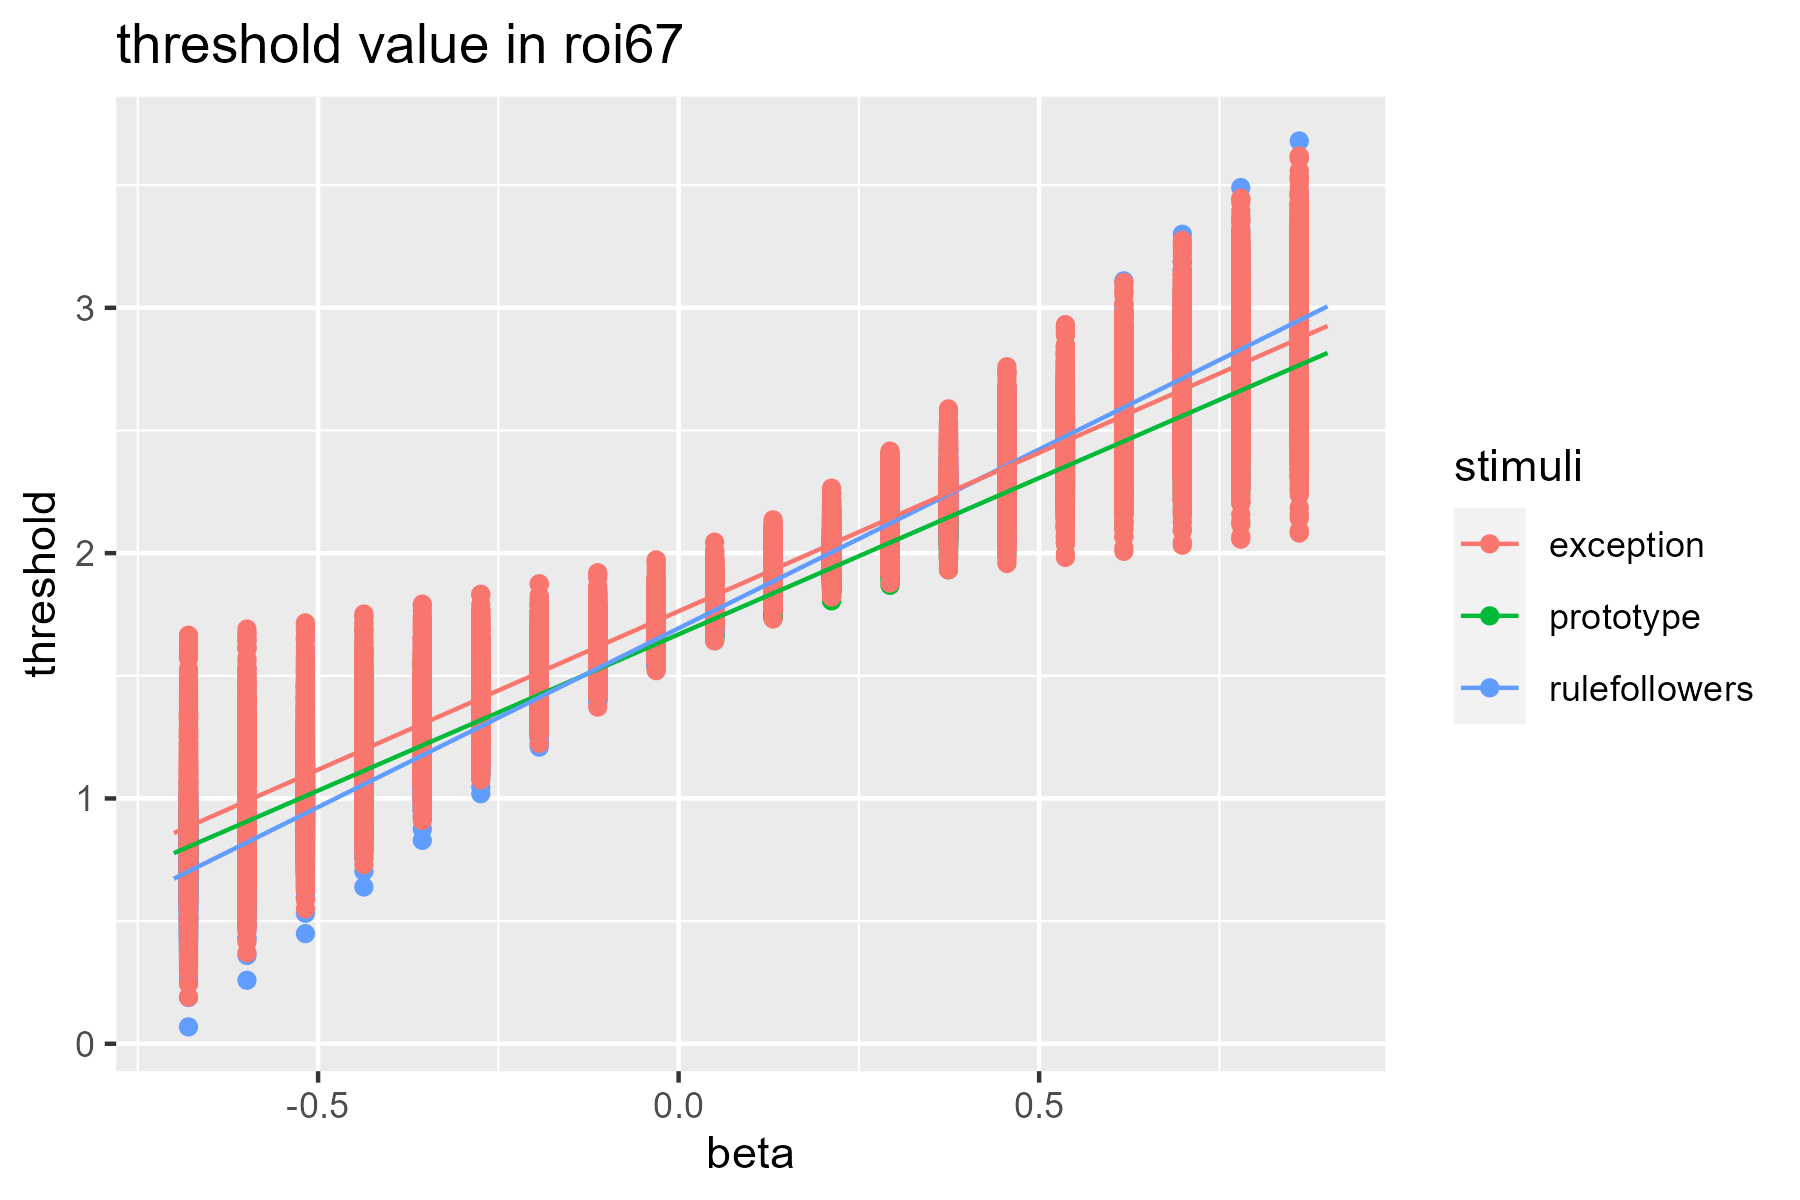 threshold value in roi67
threshold
3
2
1
0
-0.5
0.0
0.5
beta
stimuli
exception
prototype
rulefollowers